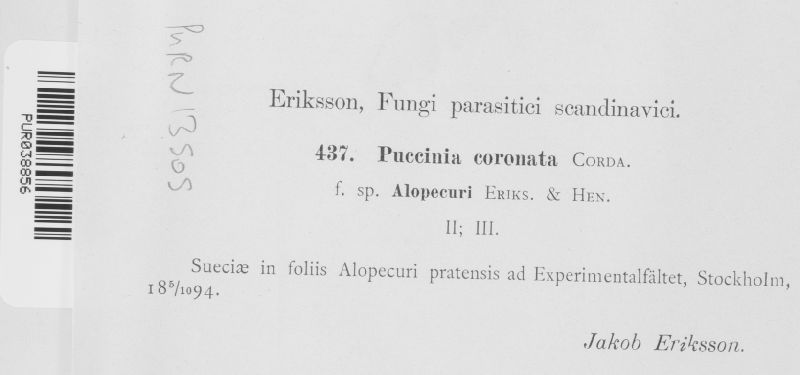 PUR038856
PURN 13505
Eriksson, Fungi parasitici scandinavici.
437. Puccinia coronata CORDA.
f. sp. Alopecuri ERIKS. & HEN.
II; III.
Sueciæ in foliis Alopecuri pratensis ad Experimentalfältet, Stockholm,
18⁵/₁₀94.
Jakob Eriksson.